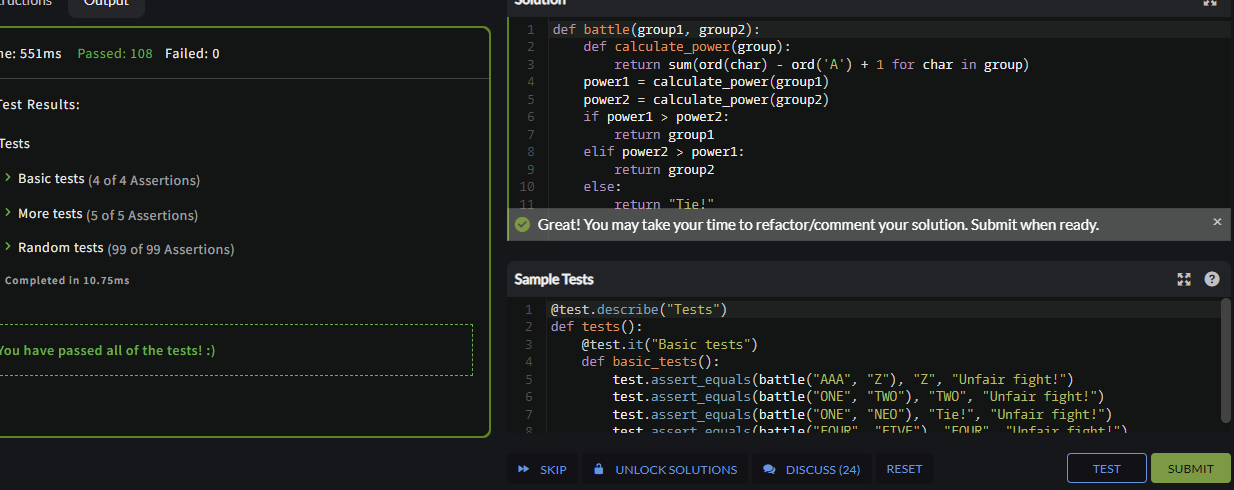 Output
551ms Passed: 108 Failed: 0
Test Results:
Tests
Basic tests (4 of 4 Assertions)
More tests (5 of 5 Assertions)
Random tests (99 of 99 Assertions)
Completed in 10.75ms
You have passed all of the tests! :)
Solution
1 def battle(group1, group2):
2 def calculate_power(group):
3 return sum(ord(char) - ord('A') + 1 for char in group)
4 power1 = calculate_power(group1)
5 power2 = calculate_power(group2)
6 if power1 > power2:
7 return group1
8 elif power2 > power1:
9 return group2
10 else:
11 return "Tie!"
Great! You may take your time to refactor/comment your solution. Submit when ready. ×
Sample Tests ?
1 @test.describe("Tests")
2 def tests():
3 @test.it("Basic tests")
4 def basic_tests():
5 test.assert_equals(battle("AAA", "Z"), "Z", "Unfair fight!")
6 test.assert_equals(battle("ONE", "TWO"), "TWO", "Unfair fight!")
7 test.assert_equals(battle("ONE", "NEO"), "Tie!", "Unfair fight!")
8 test.assert_equals(battle("FOUR", "FIVE"), "FOUR", "Unfair fight!")
SKIP UNLOCK SOLUTIONS DISCUSS (24) RESET TEST SUBMIT